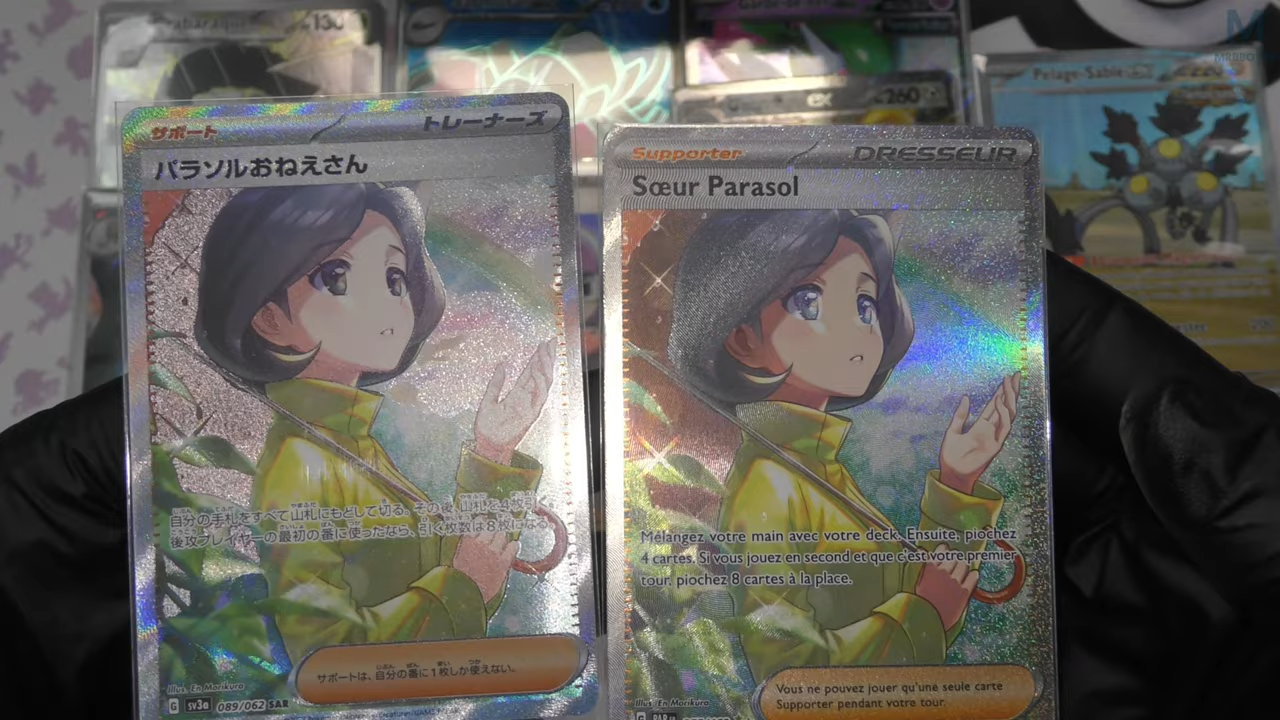 130
ex
260
Pelage-Sable
220
サポート
トレーナーズ
パラソルおねえさん
自分の手札をすべて山札にもどして切る。その後、山札を4枚引く。
後攻プレイヤーの最初の番に使ったなら、引く枚数は8枚になる。
サポートは、自分の番に1枚しか使えない。
Illus. En Morikura
G sv3a 089/062 SAR
Supporter
DRESSEUR
Sœur Parasol
Mélangez votre main avec votre deck. Ensuite, piochez
4 cartes. Si vous jouez en second et que c'est votre premier
tour, piochez 8 cartes à la place.
Vous ne pouvez jouer qu'une seule carte
Supporter pendant votre tour.
Illus. En Morikura